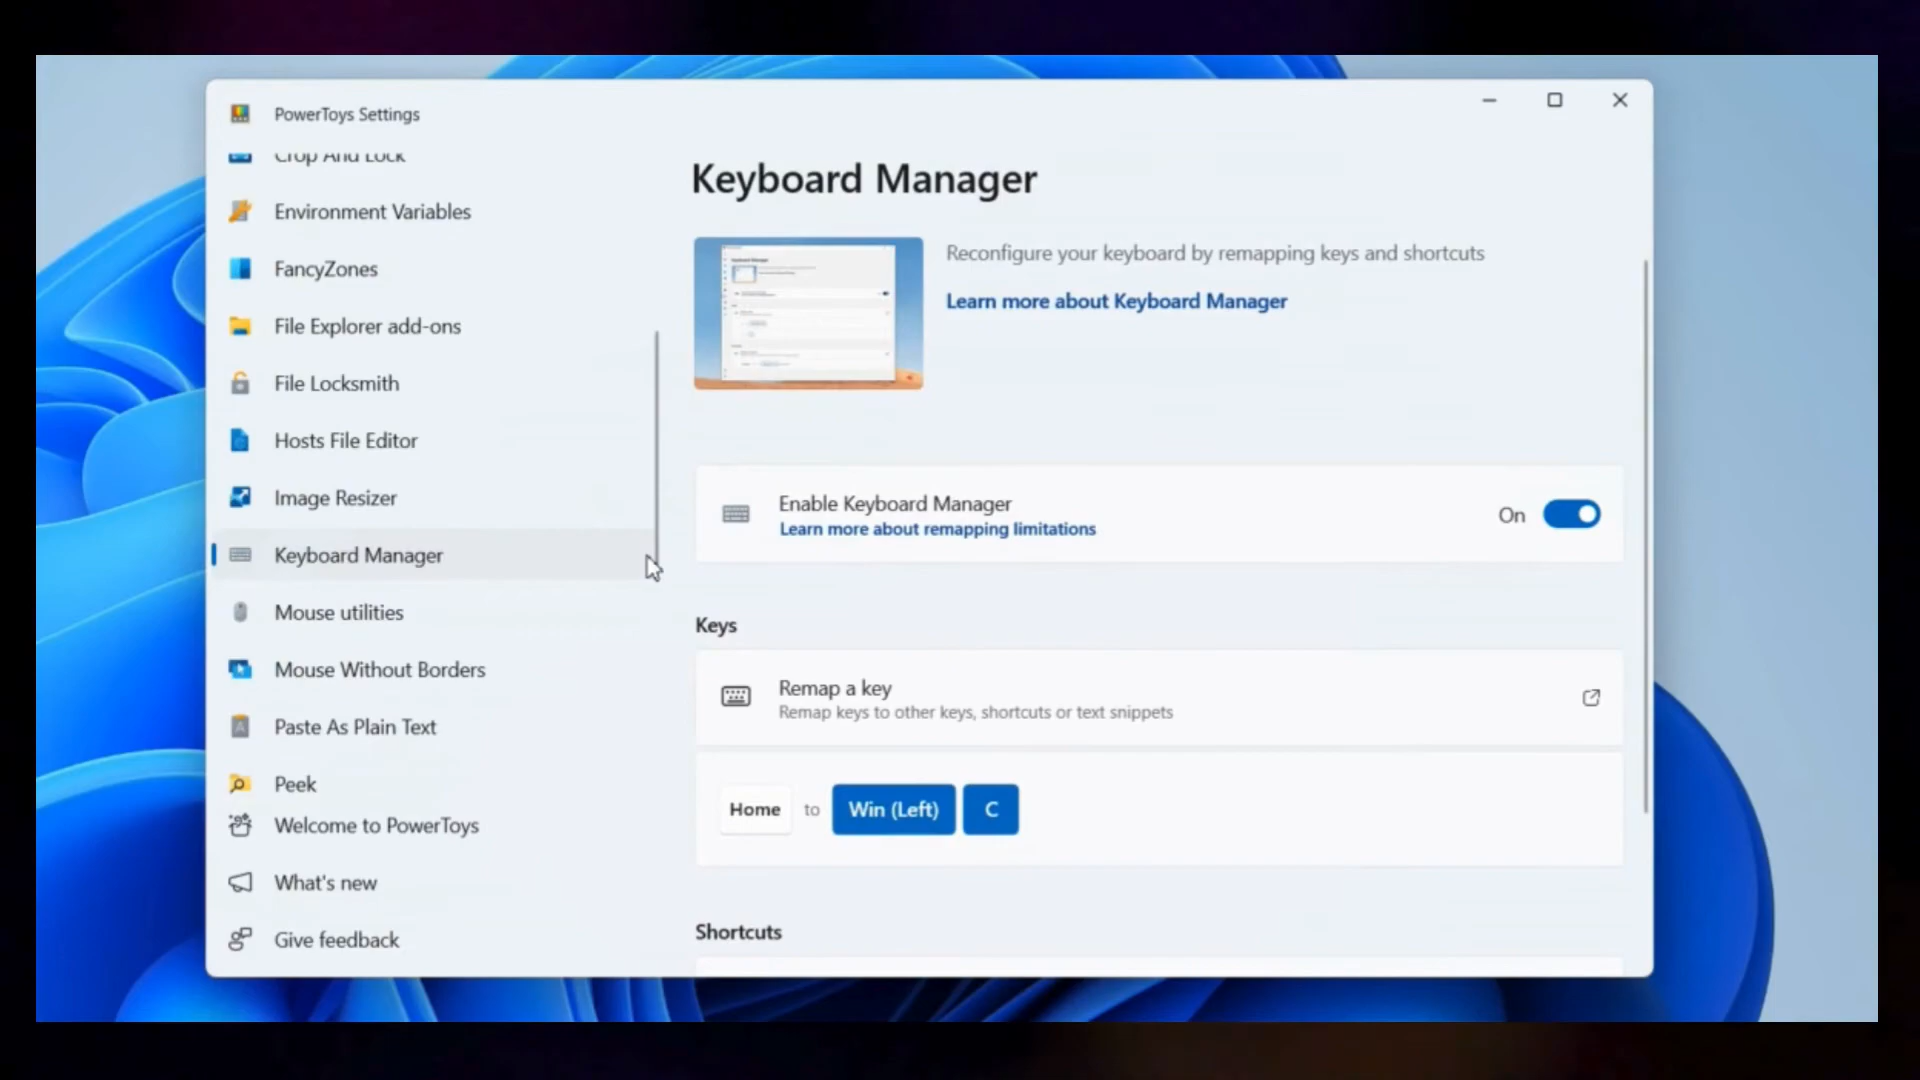 PowerToys Settings
Crop And Lock
Environment Variables
FancyZones
File Explorer add-ons
File Locksmith
Hosts File Editor
Image Resizer
Keyboard Manager
Mouse utilities
Mouse Without Borders
Paste As Plain Text
Peek
Welcome to PowerToys
What's new
Give feedback
Keyboard Manager
Reconfigure your keyboard by remapping keys and shortcuts
Learn more about Keyboard Manager
Enable Keyboard Manager
Learn more about remapping limitations
On
Keys
Remap a key
Remap keys to other keys, shortcuts or text snippets
Home to Win (Left) C
Shortcuts